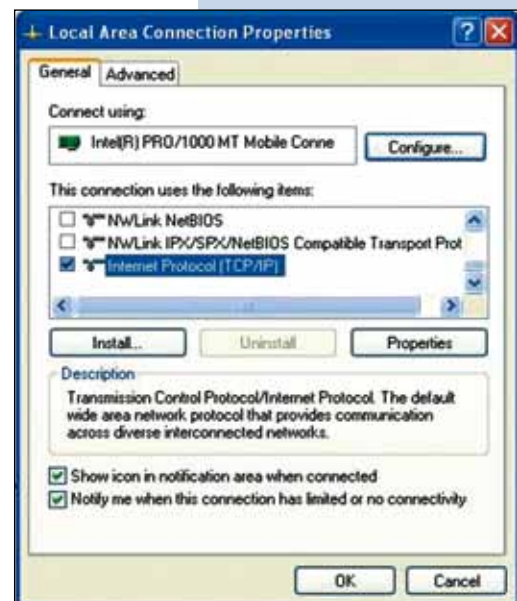 Local Area Connection Properties
General
Advanced
Connect using:
Intel(R) PRO/1000 MT Mobile Conne
Configure...
This connection uses the following items:
NWLink NetBIOS
NWLink IPX/SPX/NetBIOS Compatible Transport Prot
Internet Protocol (TCP/IP)
Install...
Uninstall
Properties
Description
Transmission Control Protocol/Internet Protocol. The default
wide area network protocol that provides communication
across diverse interconnected networks.
Show icon in notification area when connected
Notify me when this connection has limited or no connectivity
OK
Cancel